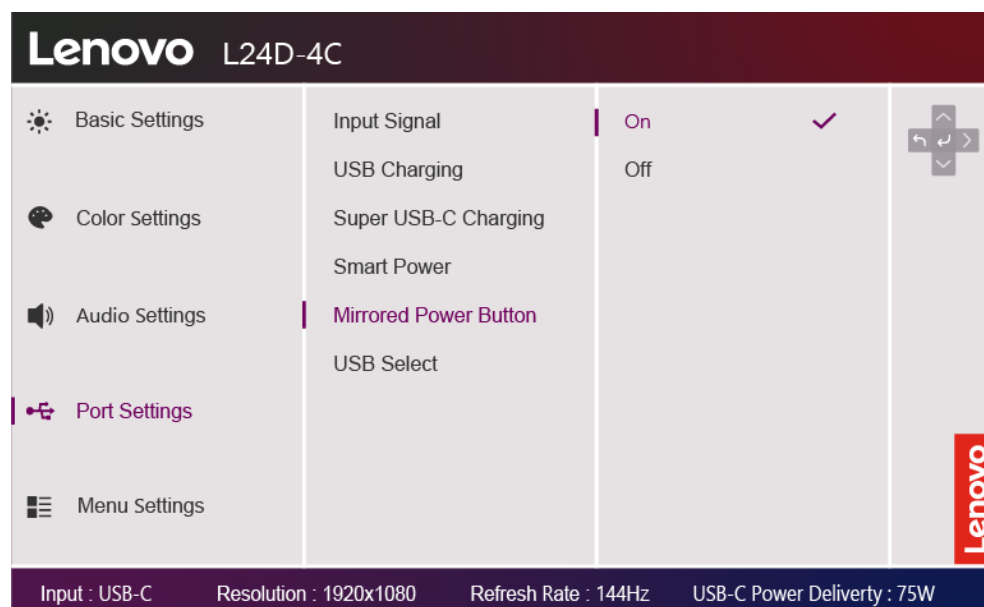 Lenovo L24D-4C
Basic Settings
Color Settings
Audio Settings
Port Settings
Menu Settings
Input Signal
USB Charging
Super USB-C Charging
Smart Power
Mirrored Power Button
USB Select
On
Off
Lenovo
Input : USB-C Resolution : 1920x1080 Refresh Rate : 144Hz USB-C Power Deliverty : 75W